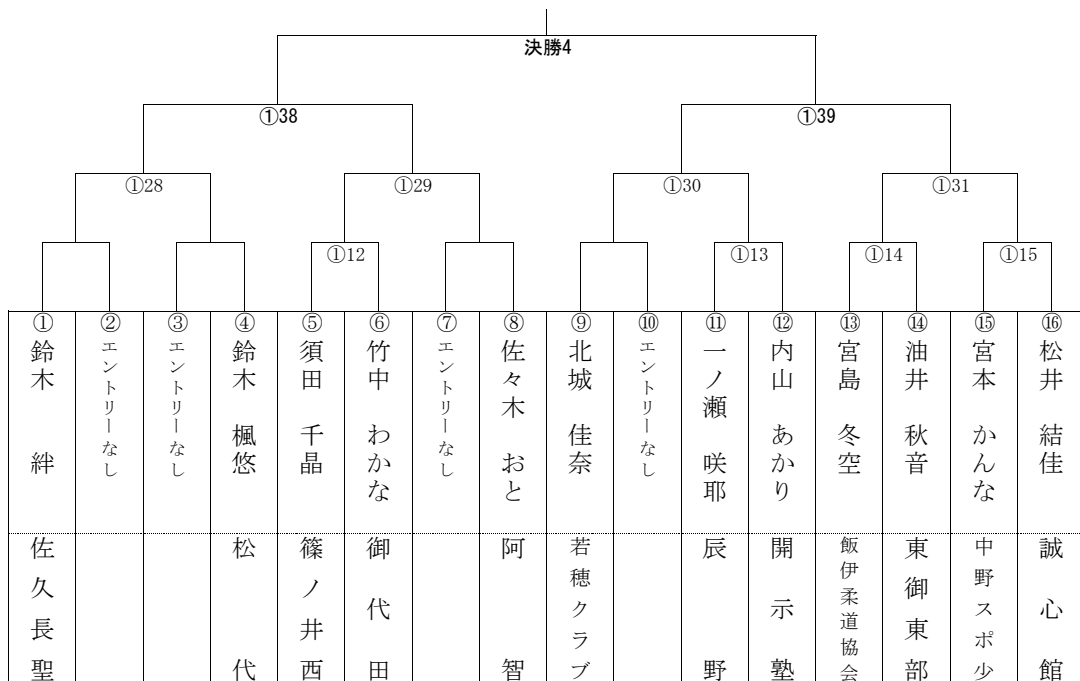 決勝4
①38
①39
①28
①29
①30
①31
①12
①13
①14
①15
①
鈴木 絆
佐久長聖
②
エントリーなし
③
エントリーなし
④
鈴木 楓悠
松代
⑤
須田 千晶
篠ノ井西
⑥
竹中 わかな
御代田
⑦
エントリーなし
⑧
佐々木 おと
阿智
⑨
北城 佳奈
若穂クラブ
⑩
エントリーなし
⑪
一ノ瀬 咲耶
辰野
⑫
内山 あかり
開示塾
⑬
宮島 冬空
飯伊柔道協会
⑭
油井 秋音
東御東部
⑮
宮本 かんな
中野スポ少
⑯
松井 結佳
誠心館